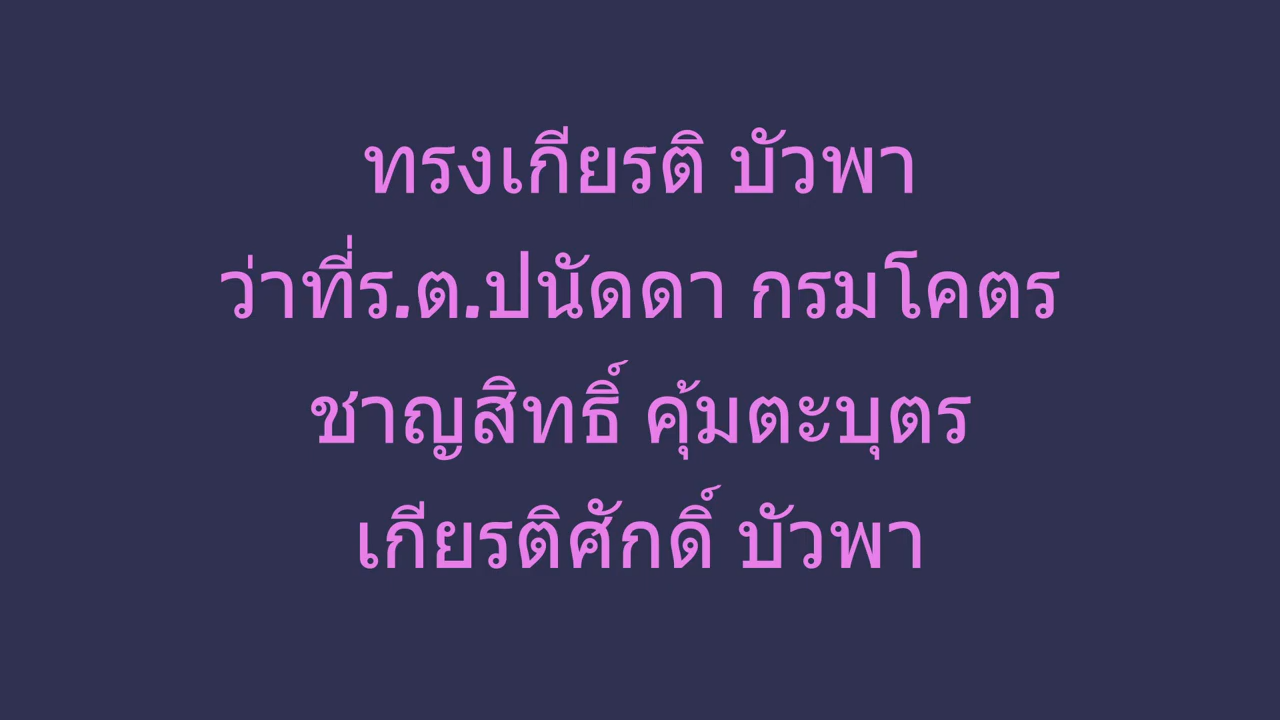 ทรงเกียรติ บัวพา
ว่าที่ร.ต.ปนัดดา กรมโคตร
ชาญสิทธิ์ คุ้มตะบุตร
เกียรติศักดิ์ บัวพา